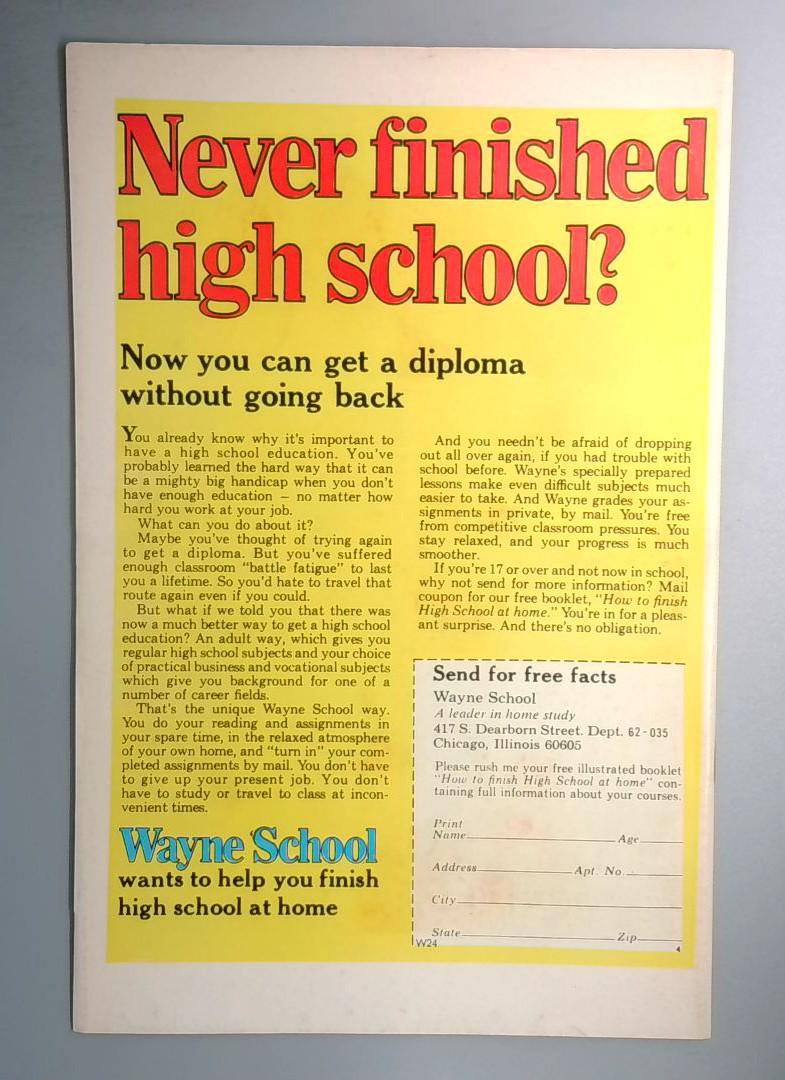 Never finished
high school?
Now you can get a diploma
without going back
You already know why it's important to
have a high school education. You've
probably learned the hard way that it can
be a mighty big handicap when you don't
have enough education — no matter how
hard you work at your job.
What can you do about it?
Maybe you've thought of trying again
to get a diploma. But you've suffered
enough classroom "battle fatigue" to last
you a lifetime. So you'd hate to travel that
route again even if you could.
But what if we told you that there was
now a much better way to get a high school
education? An adult way, which gives you
regular high school subjects and your choice
of practical business and vocational subjects
which give you background for one of a
number of career fields.
That's the unique Wayne School way.
You do your reading and assignments in
your spare time, in the relaxed atmosphere
of your own home, and "turn in" your com-
pleted assignments by mail. You don't have
to give up your present job. You don't
have to study or travel to class at incon-
venient times.
Wayne School
wants to help you finish
high school at home
And you needn't be afraid of dropping
out all over again, if you had trouble with
school before. Wayne's specially prepared
lessons make even difficult subjects much
easier to take. And Wayne grades your as-
signments in private, by mail. You're free
from competitive classroom pressures. You
stay relaxed, and your progress is much
smoother.
If you're 17 or over and not now in school,
why not send for more information? Mail
coupon for our free booklet, "How to finish
High School at home." You're in for a pleas-
ant surprise. And there's no obligation.
Send for free facts
Wayne School
A leader in home study
417 S. Dearborn Street. Dept. 62-035
Chicago, Illinois 60605
Please rush me your free illustrated booklet
"How to finish High School at home" con-
taining full information about your courses.
Print
Name Age
Address Apt. No.
City
State Zip
W24 4